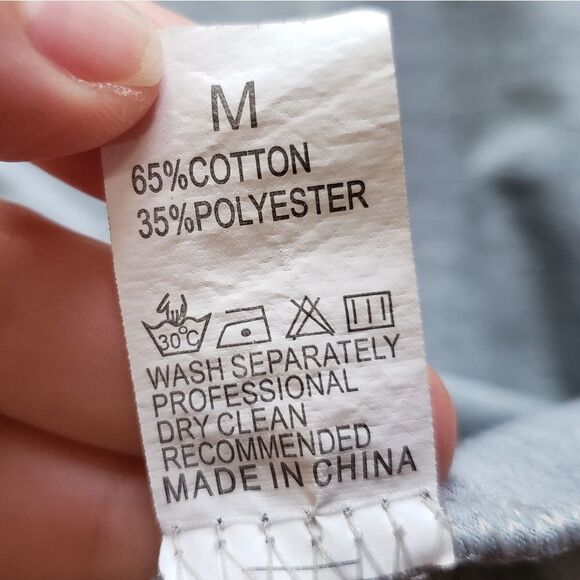 M
65%COTTON
35%POLYESTER
30°C
WASH SEPARATELY
PROFESSIONAL
DRY CLEAN
RECOMMENDED
MADE IN CHINA